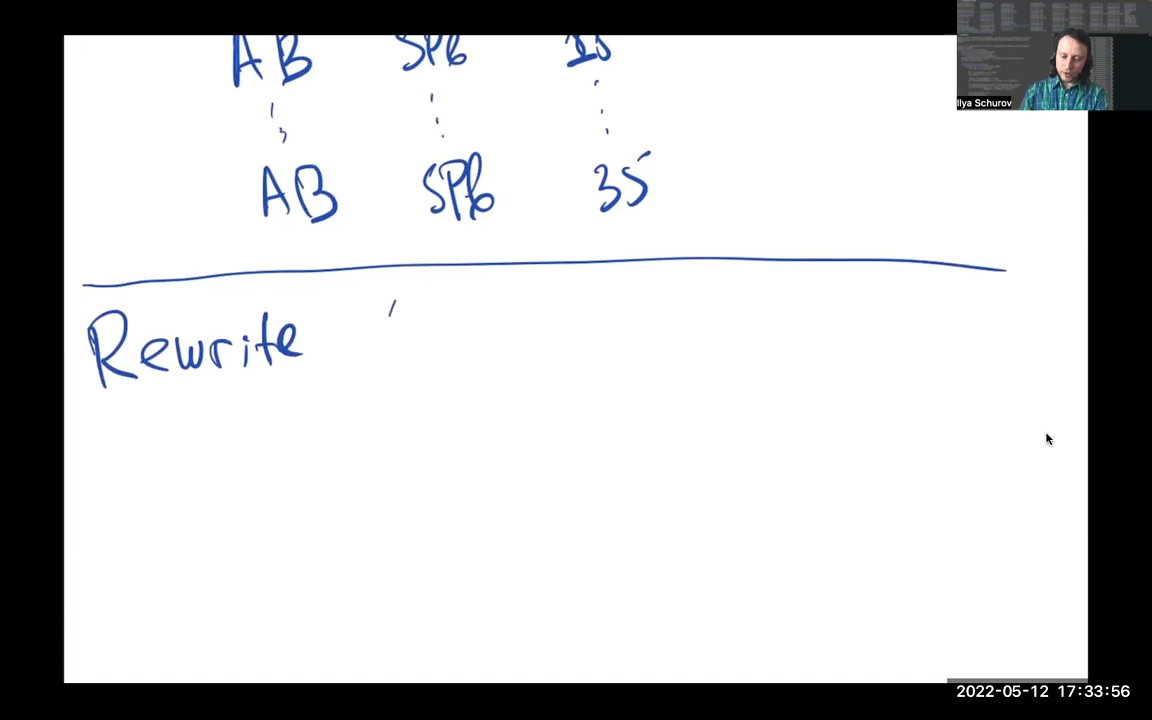 AB SPb
AB SPb 35
Rewrite
Ilya Schurov
2022-05-12 17:33:56